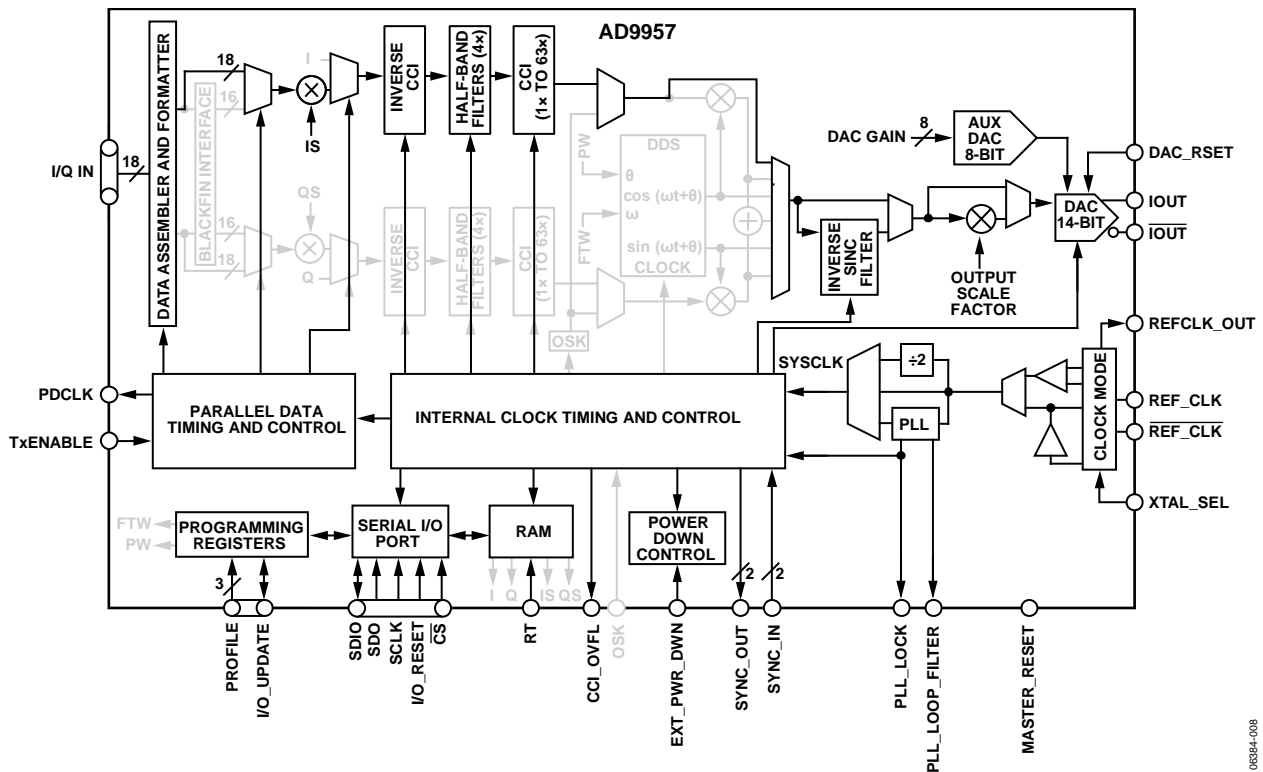 AD9957
I/Q IN
18
DATA ASSEMBLER AND FORMATTER
BLACKFIN INTERFACE
18
16
16
18
I
IS
QS
Q
INVERSE
CCI
HALF-BAND
FILTERS (4×)
CCI
(1× TO 63×)
INVERSE
CCI
HALF-BAND
FILTERS (4×)
CCI
(1× TO 63×)
PW
FTW
DDS
θ
cos (ωt+θ)
ω
sin (ωt+θ)
CLOCK
OSK
DAC GAIN
8
AUX
DAC
8-BIT
INVERSE
SINC
FILTER
OUTPUT
SCALE
FACTOR
DAC
14-BIT
DAC_RSET
IOUT
IOUT
REFCLK_OUT
REF_CLK
REF_CLK
XTAL_SEL
CLOCK MODE
SYSCLK
÷2
PLL
PDCLK
TxENABLE
PARALLEL DATA
TIMING AND CONTROL
INTERNAL CLOCK TIMING AND CONTROL
FTW
PW
PROGRAMMING
REGISTERS
SERIAL I/O
PORT
RAM
POWER
DOWN
CONTROL
3
I
Q
IS
QS
2
2
PROFILE
I/O_UPDATE
SDIO
SDO
SCLK
I/O_RESET
CS
RT
CCI_OVFL
OSK
EXT_PWR_DWN
SYNC_OUT
SYNC_IN
PLL_LOCK
PLL_LOOP_FILTER
MASTER_RESET
06384-008